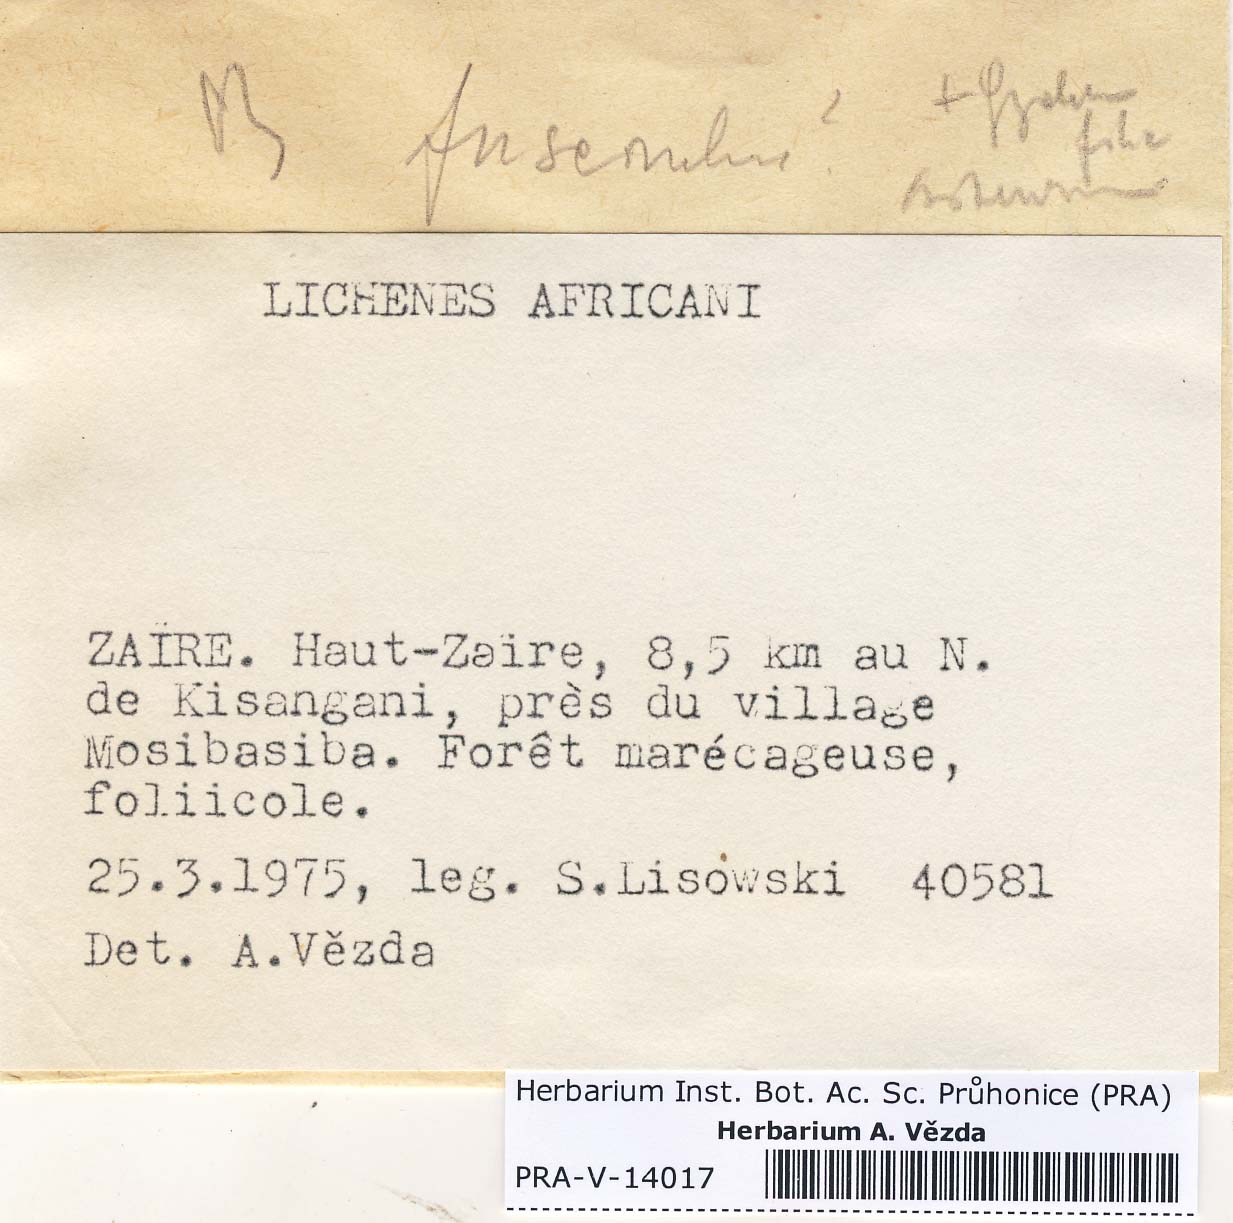 LICHENES AFRICANI
ZAÏRE. Haut-Zaïre, 8,5 km au N.
de Kisangani, près du village
Mosibasiba. Forêt marécageuse,
foliicole.
25.3.1975, leg. S.Lisowski 40581
Det. A.Vězda
Herbarium Inst. Bot. Ac. Sc. Průhonice (PRA)
Herbarium A. Vězda
PRA-V-14017